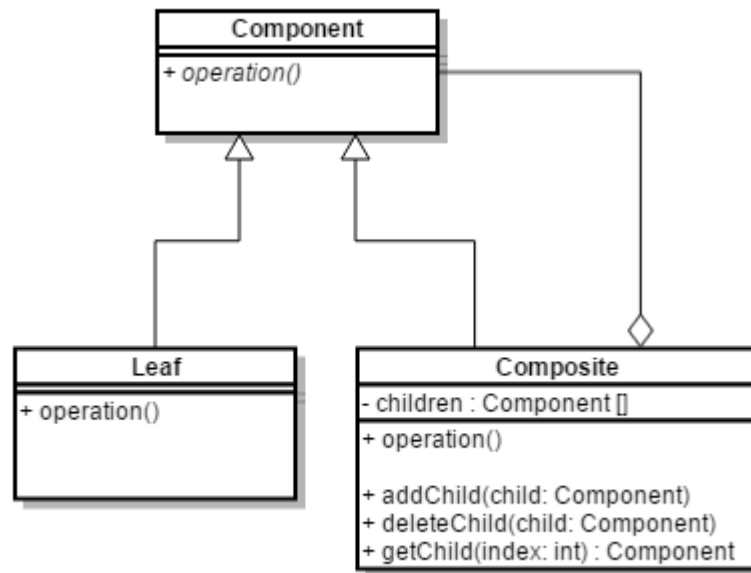 Component
+ operation()
Leaf
+ operation()
Composite
- children : Component []
+ operation()
+ addChild(child: Component)
+ deleteChild(child: Component)
+ getChild(index: int) : Component